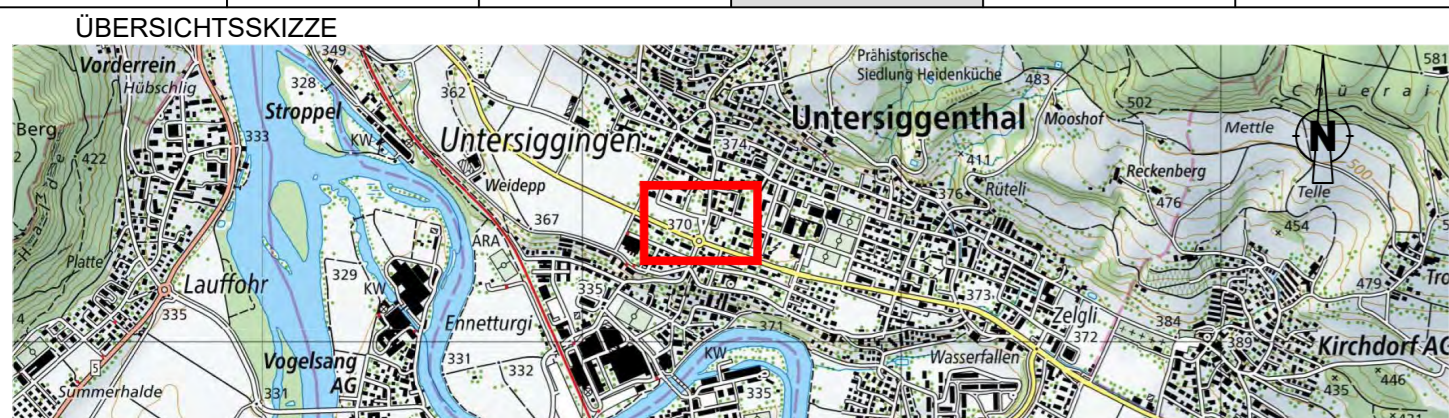 ÜBERSICHTSSKIZZE
Vorderrein
Hübschlig
349
328
Stroppel
KW
333
Berg
422
362
Untersiggingen
Weidepp
367
374
370
Prähistorische
Siedlung Heidenküche
483
Untersiggenthal
Mooshof
411
376
Rüteli
502
Chüerai
581
Mettle
N
500
Reckenberg
476
Telle
454
Platte
Lauffohr
335
329
KW
ARA
335
Ennetturgi
331
332
Vogelsang
AG
331
5
Summerhalde
KW
371
335
373
Zelgli
372
384
Wasserfallen
389
479
Kirchdorf AG
435
446